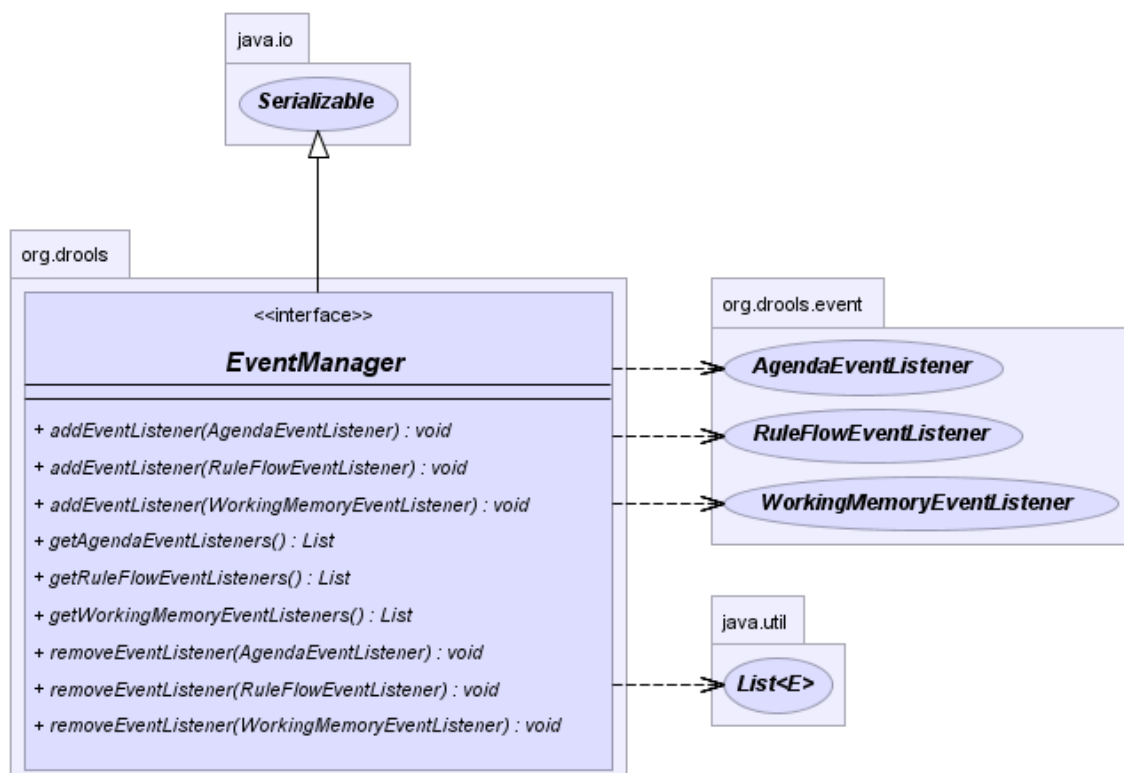 java.io
Serializable
org.drools
<<interface>>
EventManager
+ addEventListener(AgendaEventListener) : void
+ addEventListener(RuleFlowEventListener) : void
+ addEventListener(WorkingMemoryEventListener) : void
+ getAgendaEventListeners() : List
+ getRuleFlowEventListeners() : List
+ getWorkingMemoryEventListeners() : List
+ removeEventListener(AgendaEventListener) : void
+ removeEventListener(RuleFlowEventListener) : void
+ removeEventListener(WorkingMemoryEventListener) : void
org.drools.event
AgendaEventListener
RuleFlowEventListener
WorkingMemoryEventListener
java.util
List<E>